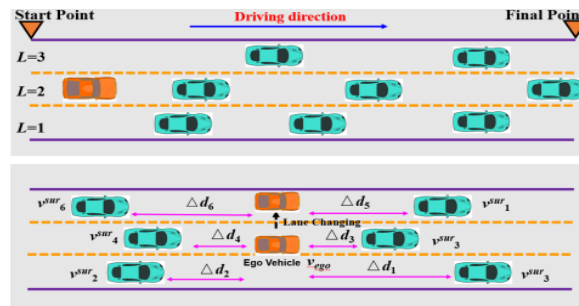 Start Point
Driving direction
Final Poin
L=3
L=2
L=1
v^sur_6
△ d_6
△ d_5
v^sur_1
Lane Changing
v^sur_4
△ d_4
△ d_3
v^sur_3
Ego Vehicle v_ego
v^sur_2
△ d_2
△ d_1
v^sur_3